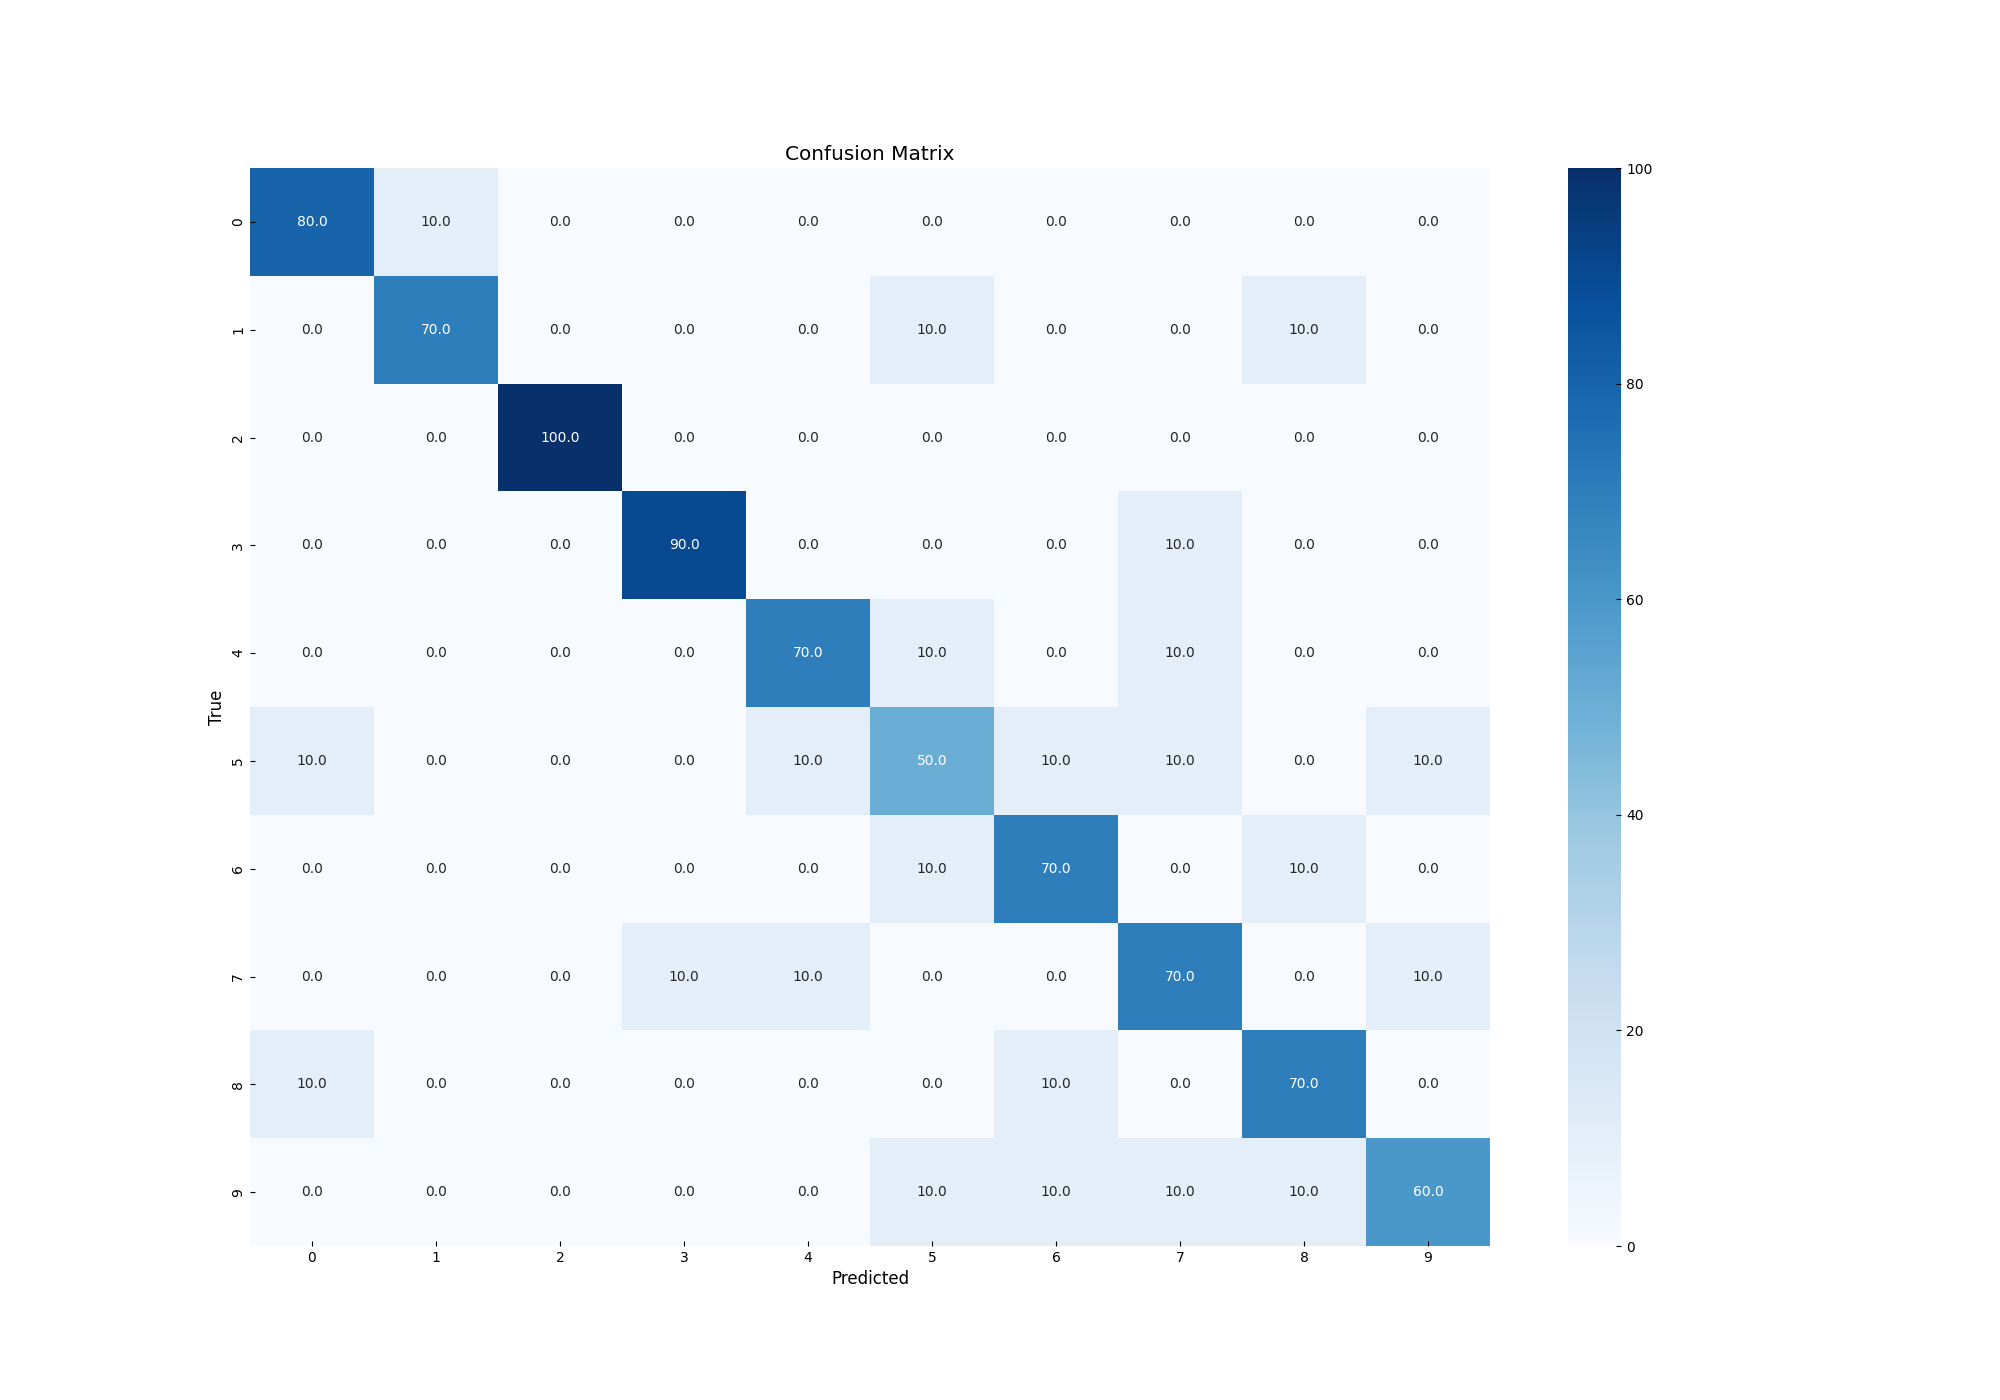 Confusion Matrix
True
0 80.0 10.0 0.0 0.0 0.0 0.0 0.0 0.0 0.0 0.0
1 0.0 70.0 0.0 0.0 0.0 10.0 0.0 0.0 10.0 0.0
2 0.0 0.0 100.0 0.0 0.0 0.0 0.0 0.0 0.0 0.0
3 0.0 0.0 0.0 90.0 0.0 0.0 0.0 10.0 0.0 0.0
4 0.0 0.0 0.0 0.0 70.0 10.0 0.0 10.0 0.0 0.0
5 10.0 0.0 0.0 0.0 10.0 50.0 10.0 10.0 0.0 10.0
6 0.0 0.0 0.0 0.0 0.0 10.0 70.0 0.0 10.0 0.0
7 0.0 0.0 0.0 10.0 10.0 0.0 0.0 70.0 0.0 10.0
8 10.0 0.0 0.0 0.0 0.0 0.0 10.0 0.0 70.0 0.0
9 0.0 0.0 0.0 0.0 0.0 10.0 10.0 10.0 10.0 60.0
0 1 2 3 4 5 6 7 8 9
Predicted
100
80
60
40
20
0